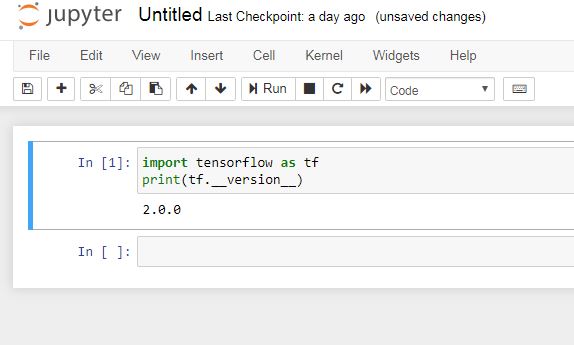 jupyter Untitled Last Checkpoint: a day ago (unsaved changes)
File Edit View Insert Cell Kernel Widgets Help
Run Code
In [1]: import tensorflow as tf
print(tf.__version__)
2.0.0
In [ ]: